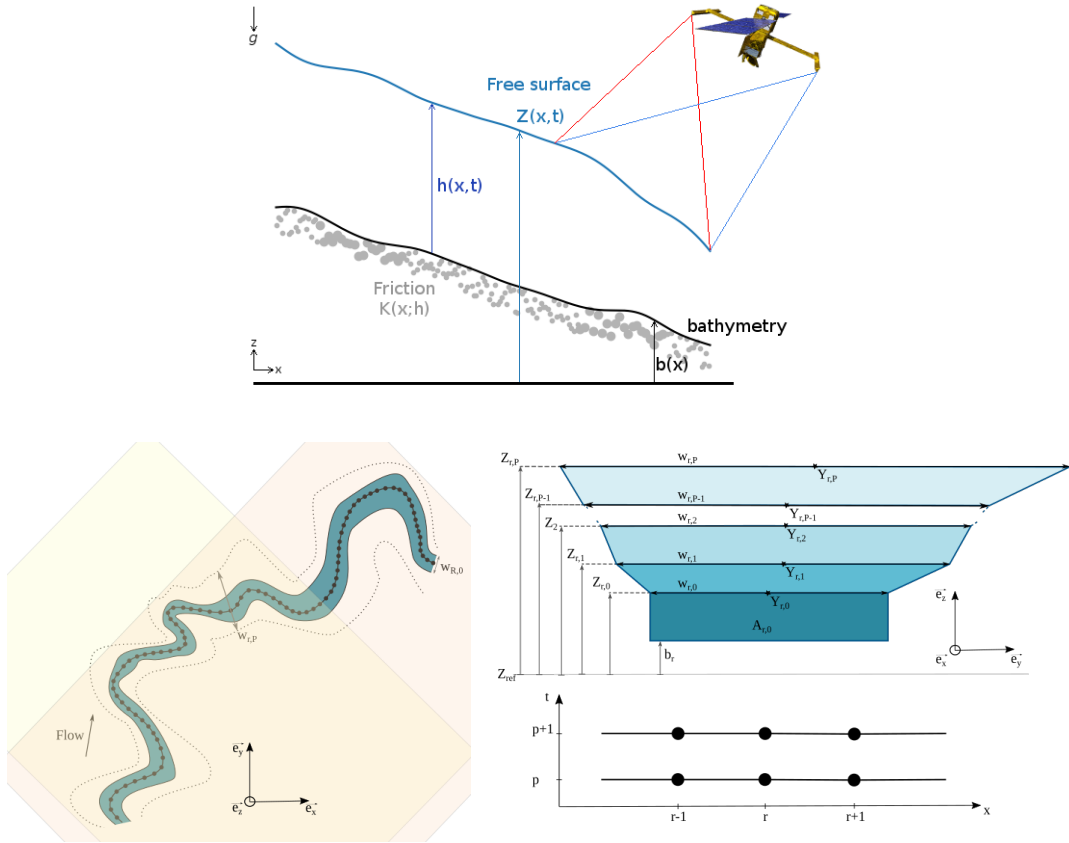 g
Free surface
Z(x,t)
h(x,t)
Friction
K(x;h)
bathymetry
b(x)
z
x
w_{R,0}
w_{r,P}
Flow
e_y
e_z
e_x
Z_{r,P}
w_{r,P}
Y_{r,P}
Z_{r,P-1}
w_{r,P-1}
Y_{r,P-1}
Z_2
w_{r,2}
Y_{r,2}
Z_{r,1}
w_{r,1}
Y_{r,1}
Z_{r,0}
w_{r,0}
Y_{r,0}
A_{r,0}
b_r
Z_{ref}
e_z
e_x
e_y
t
p+1
p
r-1 r r+1
x